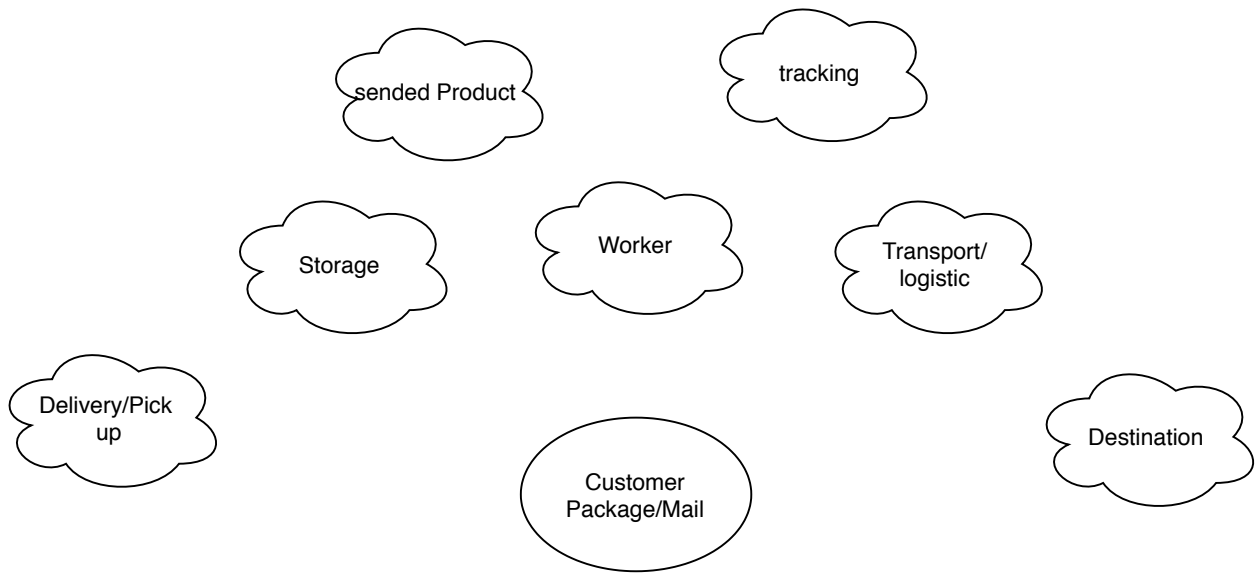 sended Product
tracking
Storage
Worker
Transport/
logistic
Delivery/Pick
up
Destination
Customer
Package/Mail